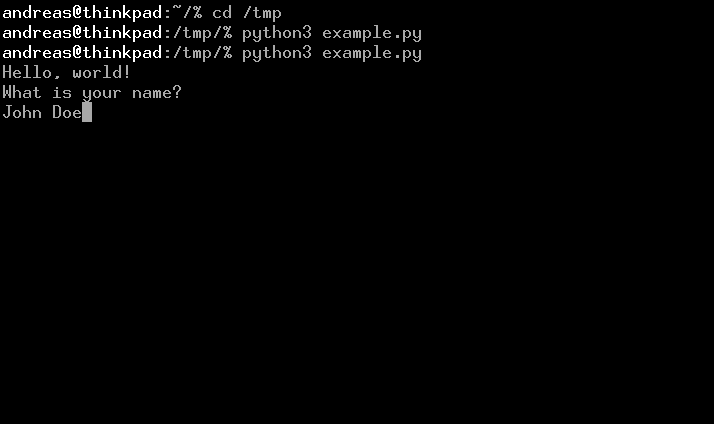 andreas@thinkpad:~/% cd /tmp
andreas@thinkpad:/tmp/% python3 example.py
andreas@thinkpad:/tmp/% python3 example.py
Hello, world!
What is your name?
John Doe